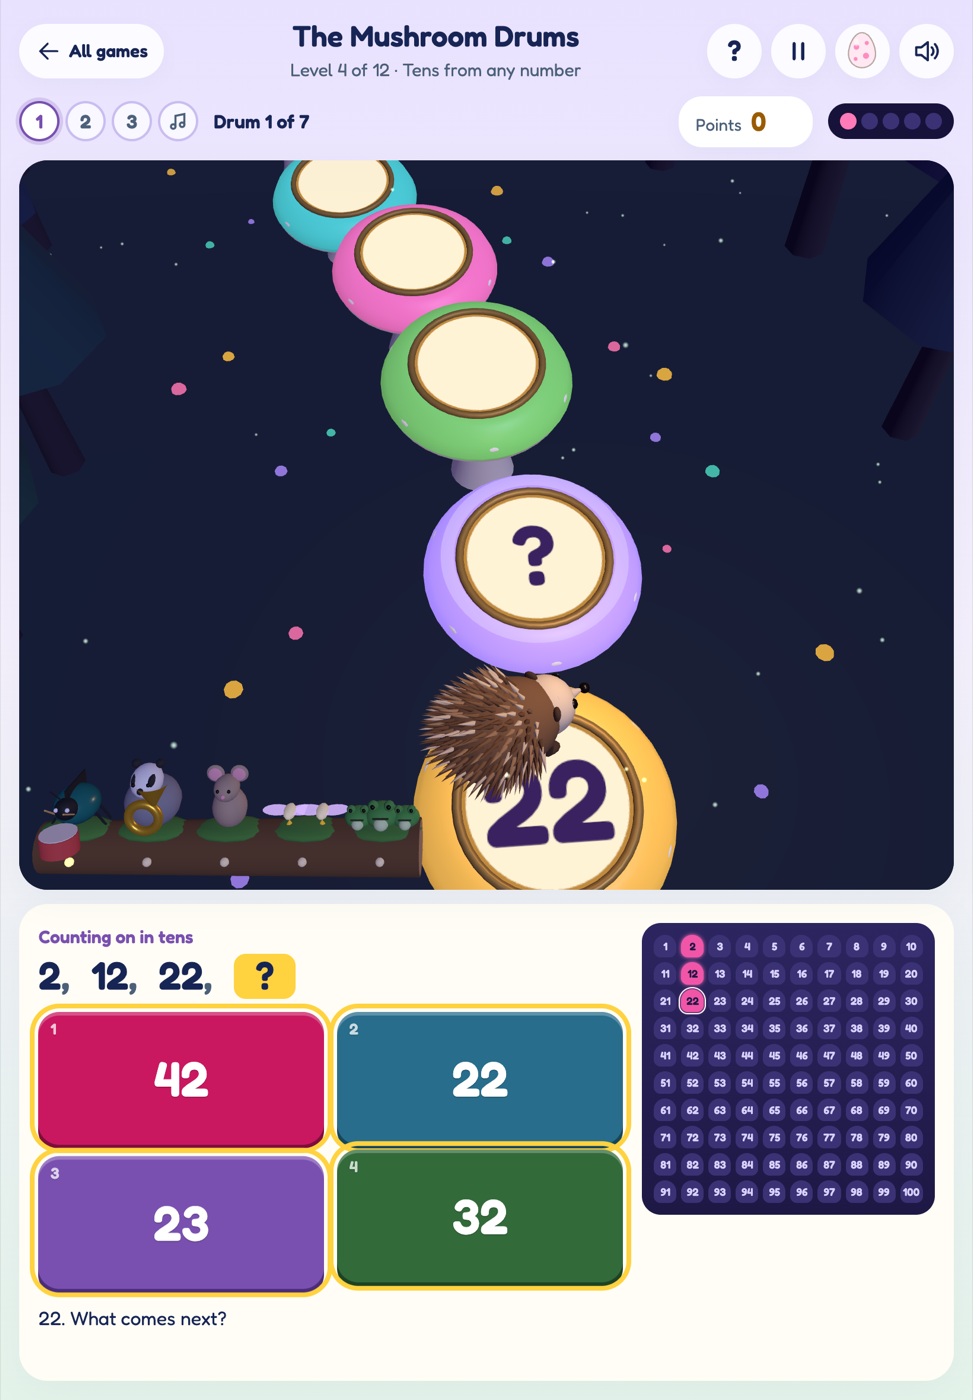 All games
The Mushroom Drums
Level 4 of 12 · Tens from any number
?
1 2 3 Drum 1 of 7
Points 0
?
22
Counting on in tens
2, 12, 22, ?
1 42
2 22
3 23
4 32
22. What comes next?
1 2 3 4 5 6 7 8 9 10
11 12 13 14 15 16 17 18 19 20
21 22 23 24 25 26 27 28 29 30
31 32 33 34 35 36 37 38 39 40
41 42 43 44 45 46 47 48 49 50
51 52 53 54 55 56 57 58 59 60
61 62 63 64 65 66 67 68 69 70
71 72 73 74 75 76 77 78 79 80
81 82 83 84 85 86 87 88 89 90
91 92 93 94 95 96 97 98 99 100